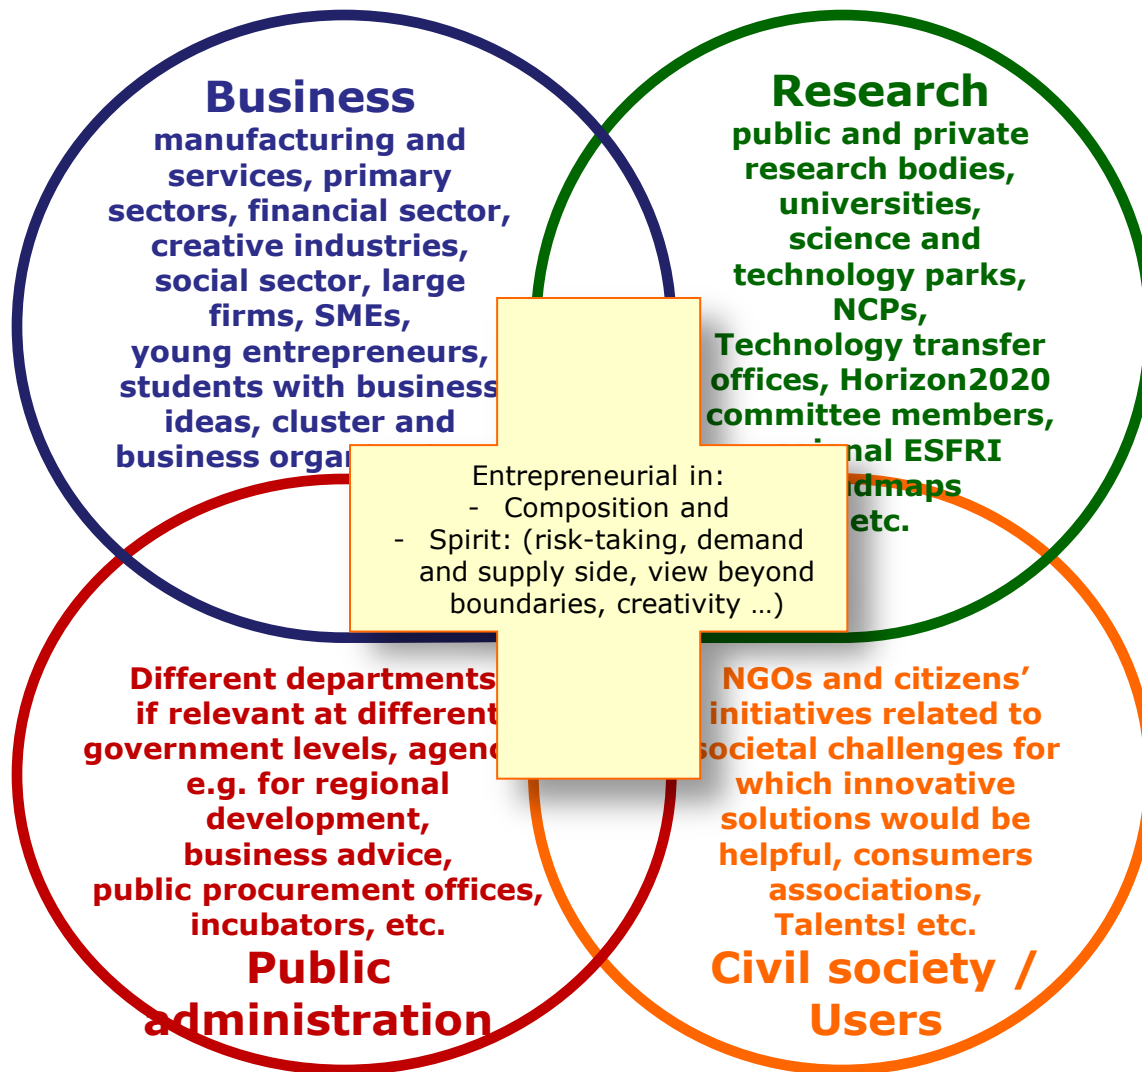 Business
manufacturing and
services, primary
sectors, financial sector,
creative industries,
social sector, large
firms, SMEs,
young entrepreneurs,
students with business
ideas, cluster and
business
Research
public and private
research bodies,
universities,
science and
technology parks,
NCPs,
Technology transfer
offices, Horizon2020
committee members,
ESFRI
etc.
Entrepreneurial in:
- Composition and
- Spirit: (risk-taking, demand
and supply side, view beyond
boundaries, creativity …)
Different departments
if relevant at different
government levels,
e.g. for regional
development,
business advice,
public procurement offices,
incubators, etc.
Public
administration
NGOs and citizens’
initiatives related to
societal challenges for
which innovative
solutions would be
helpful, consumers
associations,
Talents! etc.
Civil society /
Users